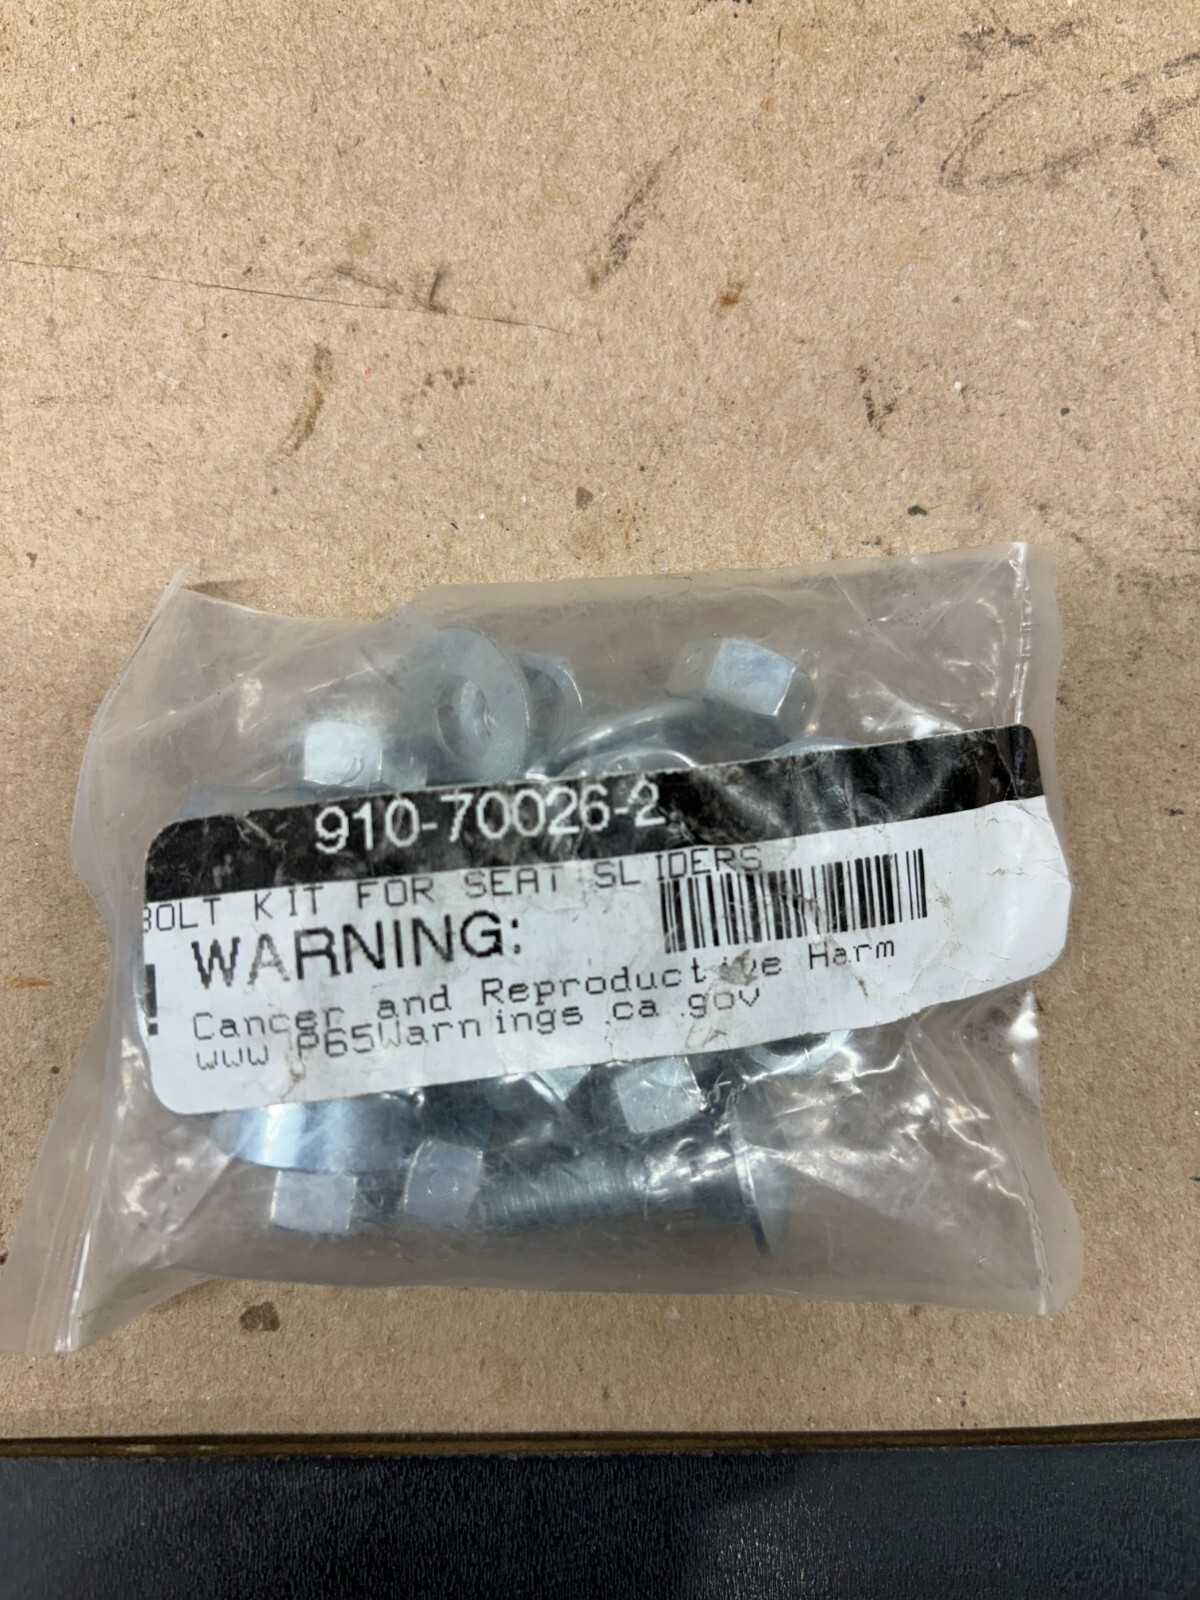 910-70026-2
BOLT KIT FOR SEAT SLIDERS
WARNING:
!
Cancer and Reproductive Harm
www P65Warnings.ca.gov